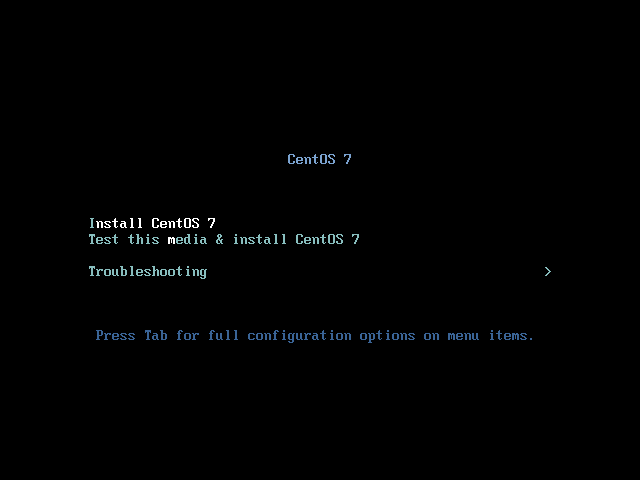 CentOS 7
Install CentOS 7
Test this media & install CentOS 7
Troubleshooting >
Press Tab for full configuration options on menu items.